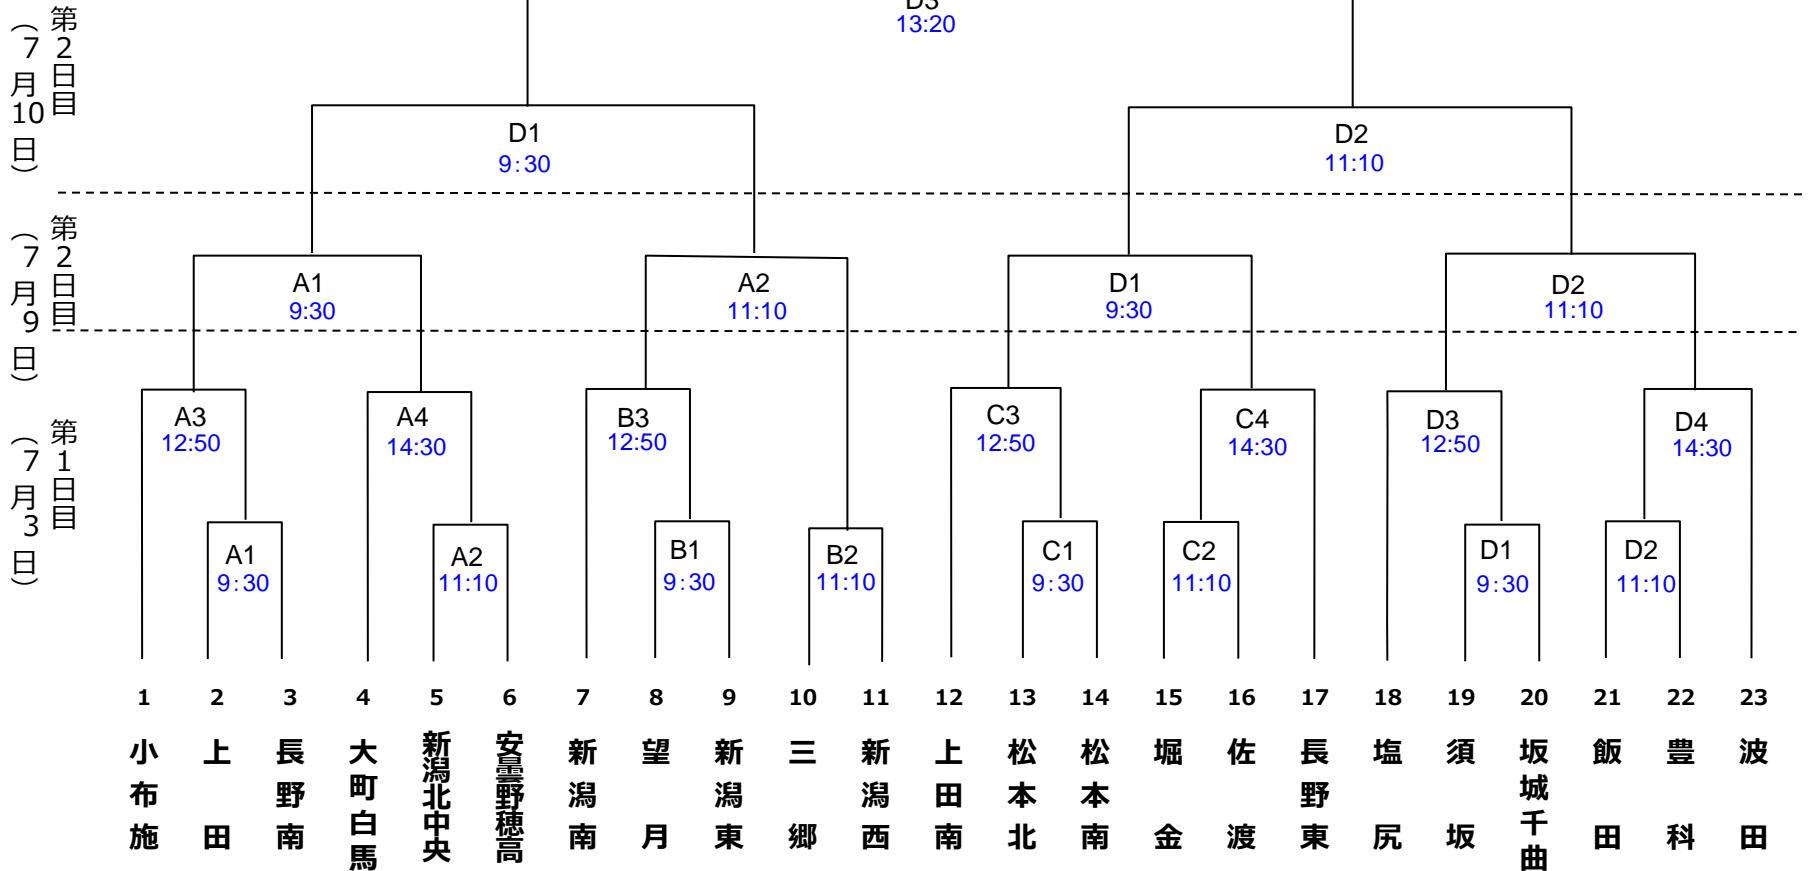 D3
13:20
第2日目
（7月10日）
D1
9:30
D2
11:10
第2日目
（7月9日）
A1
9:30
A2
11:10
D1
9:30
D2
11:10
第1日目
（7月3日）
A3
12:50
A4
14:30
B3
12:50
C3
12:50
C4
14:30
D3
12:50
D4
14:30
A1
9:30
A2
11:10
B1
9:30
B2
11:10
C1
9:30
C2
11:10
D1
9:30
D2
11:10
1 2 3 4 5 6 7 8 9 10 11 12 13 14 15 16 17 18 19 20 21 22 23
小布施
上田
長野南
大町白馬
新潟北中央
安曇野穂高
新潟南
望月
新潟東
三郷
新潟西
上田南
松本北
松本南
堀金
佐渡
長野東
塩尻
須坂
坂城千曲
飯田
豊科
波田